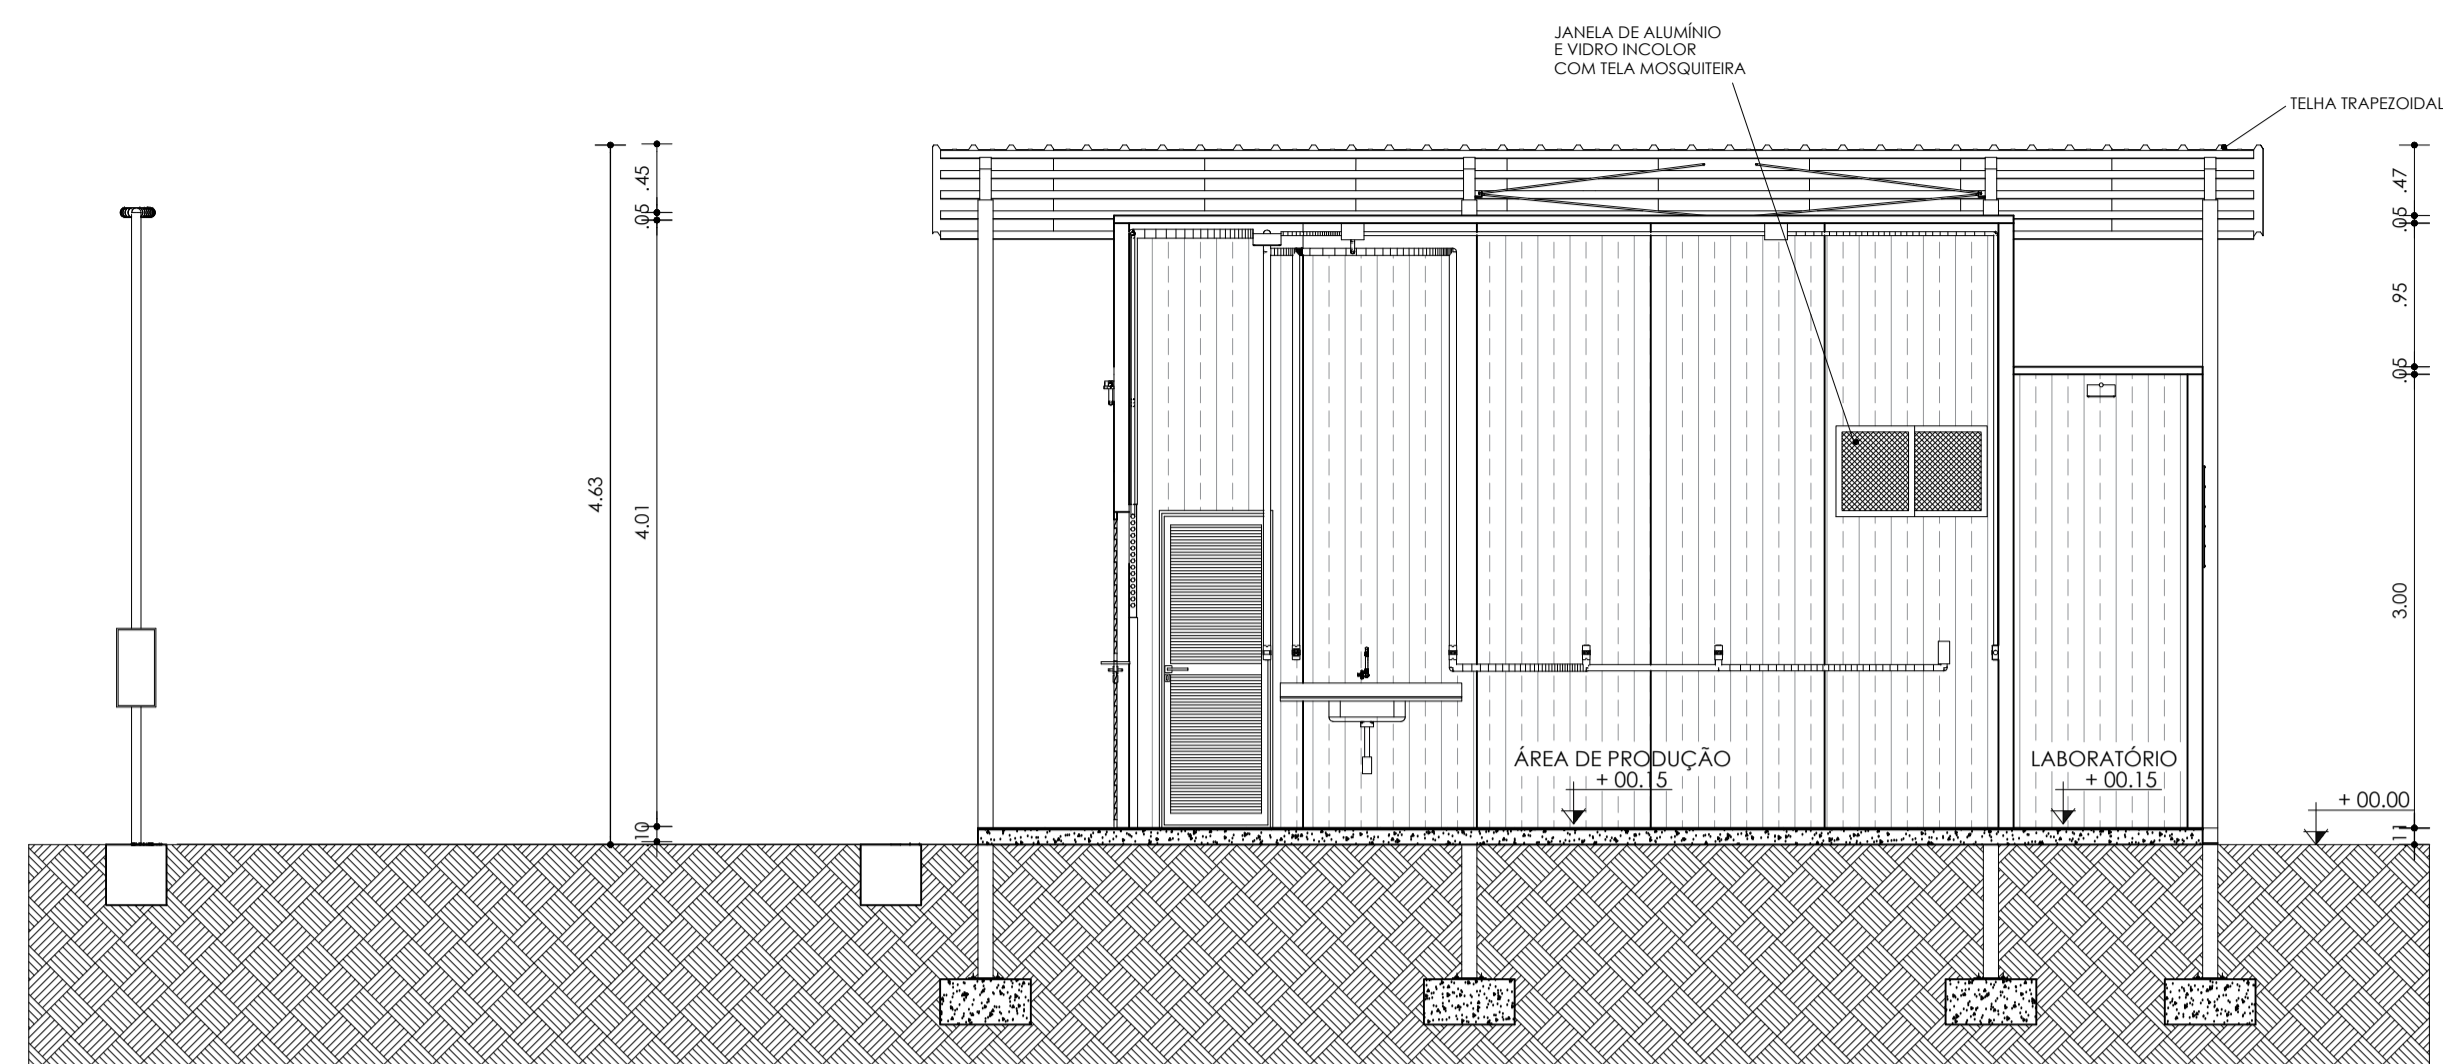 JANELA DE ALUMÍNIO
E VIDRO INCOLOR
COM TELA MOSQUITEIRA
TELHA TRAPEZOIDAL
.45
.05
4.63
4.01
.10
.47
.05
.95
.05
3.00
.11
ÁREA DE PRODUÇÃO
+ 00.15
LABORATÓRIO
+ 00.15
+ 00.00